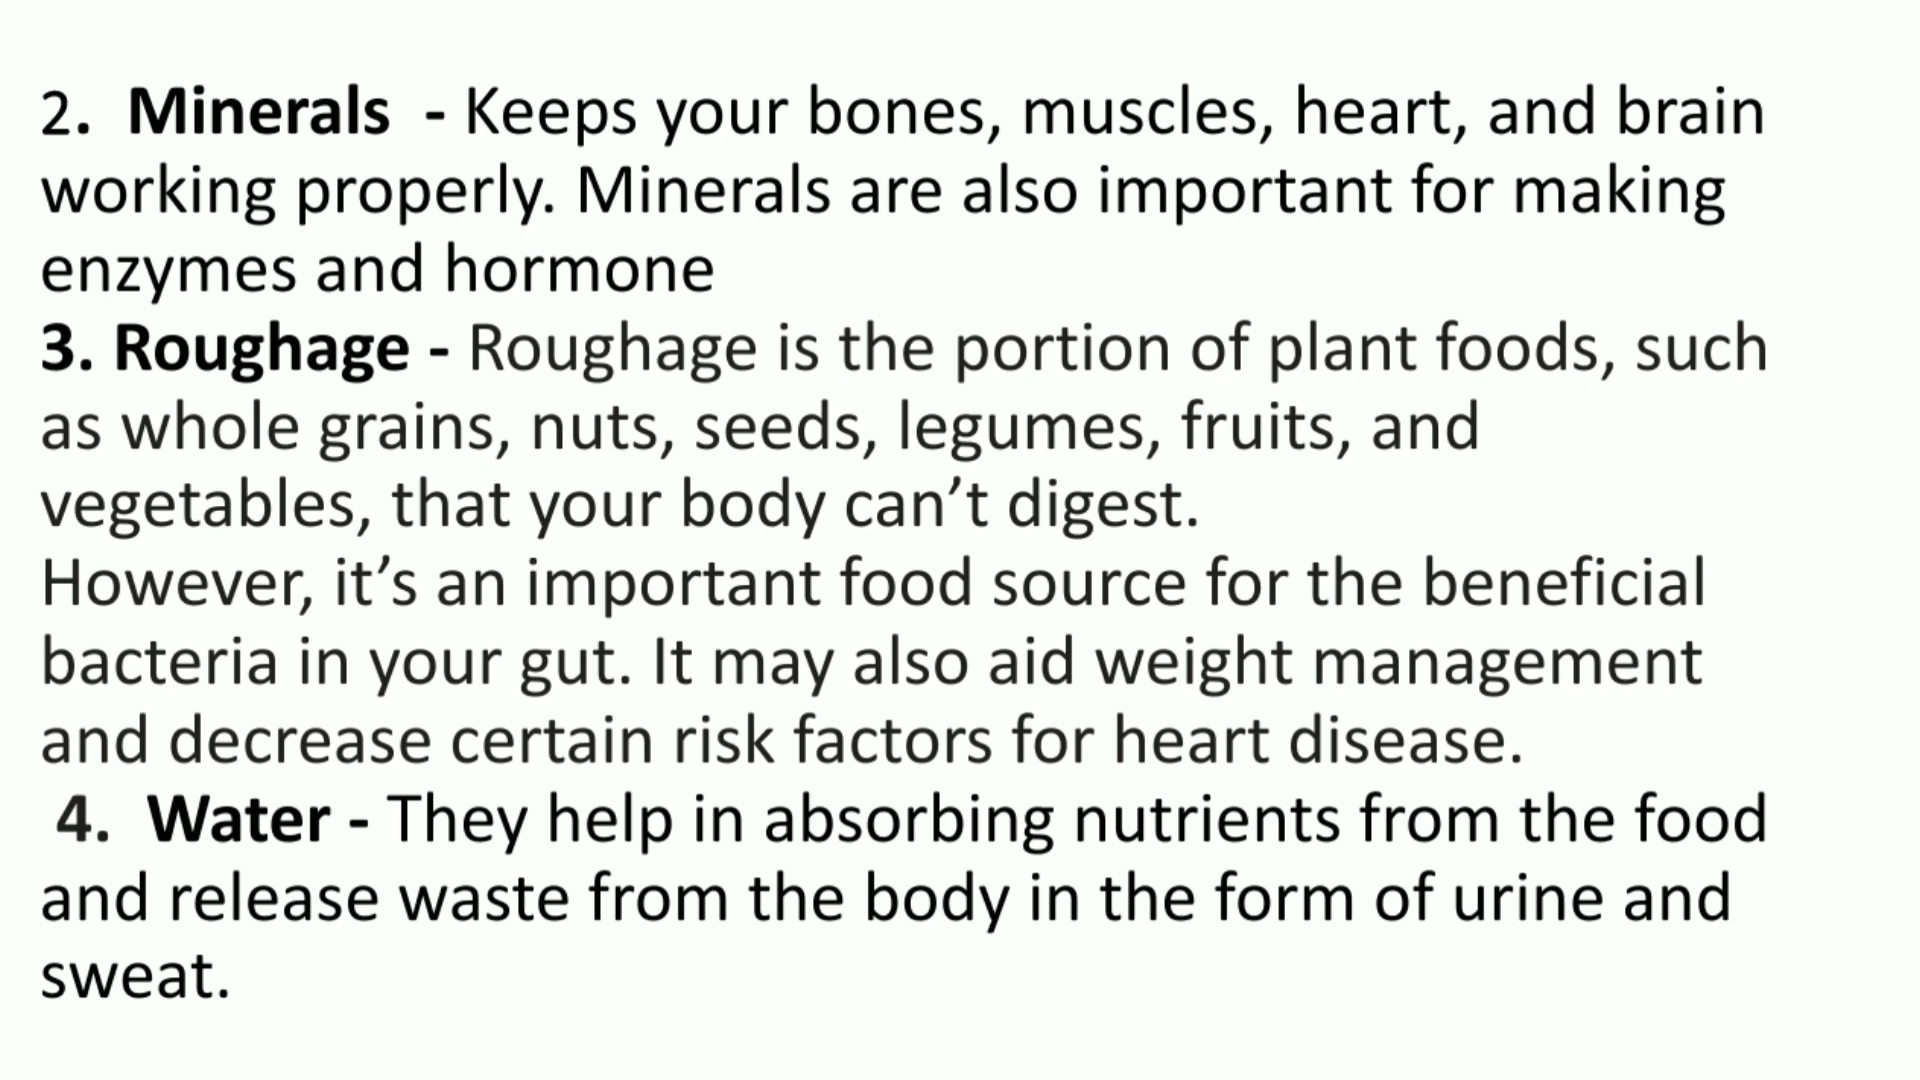 2.  Minerals  - Keeps your bones, muscles, heart, and brain
working properly. Minerals are also important for making
enzymes and hormone
3. Roughage - Roughage is the portion of plant foods, such
as whole grains, nuts, seeds, legumes, fruits, and
vegetables, that your body can’t digest.
However, it’s an important food source for the beneficial
bacteria in your gut. It may also aid weight management
and decrease certain risk factors for heart disease.
4.  Water - They help in absorbing nutrients from the food
and release waste from the body in the form of urine and
sweat.